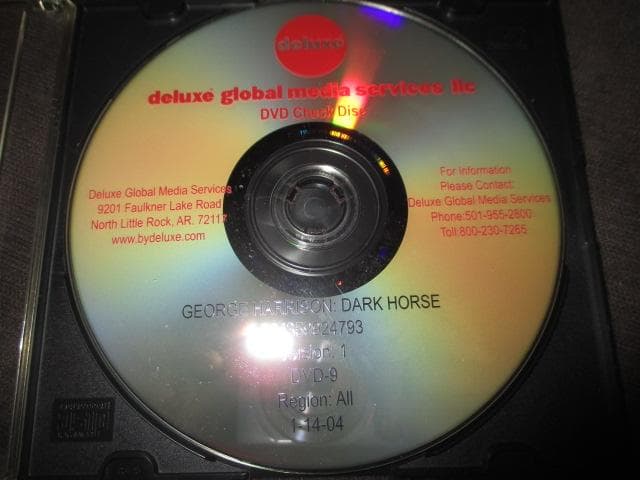 deluxe
deluxe global media services llc
DVD Check Disc
Deluxe Global Media Services
9201 Faulkner Lake Road
North Little Rock, AR. 72117
www.bydeluxe.com
For Information
Please Contact:
Deluxe Global Media Services
Phone:501-955-2800
Toll:800-230-7265
GEORGE HARRISON: DARK HORSE
1
DVD-9
Region: All
1-14-04